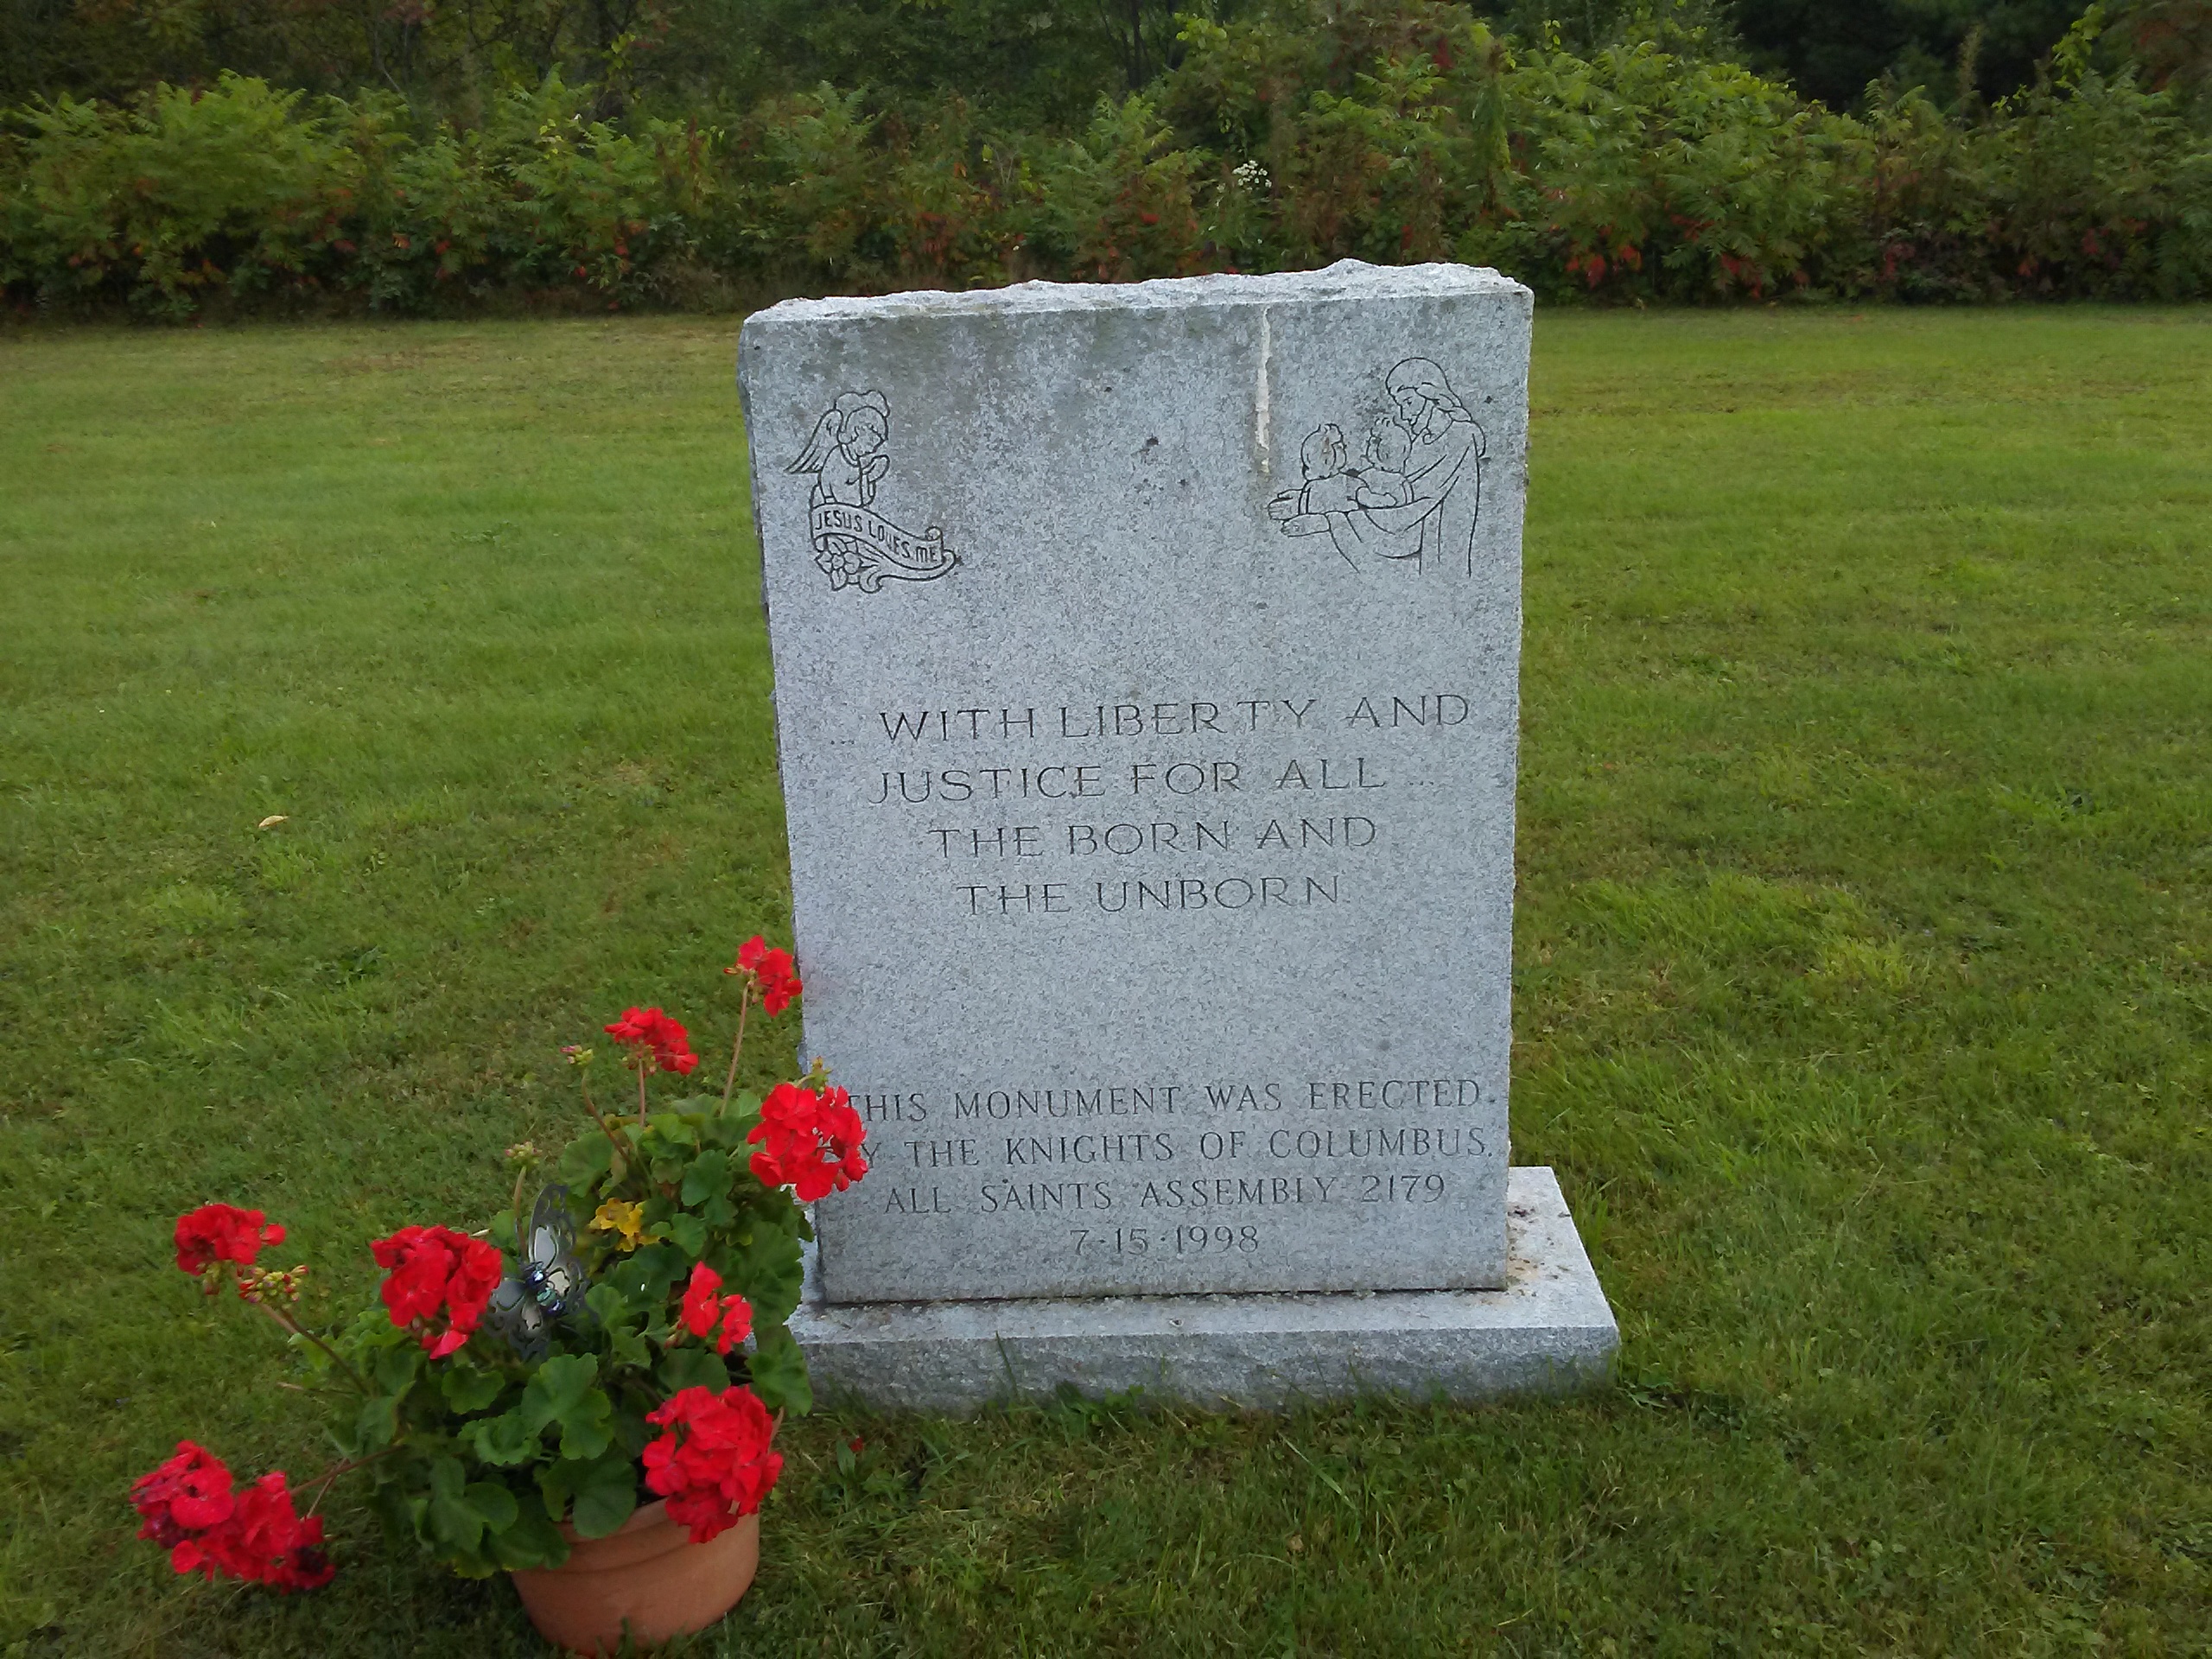 JESUS LOVES ME
... WITH LIBERTY AND
JUSTICE FOR ALL ...
THE BORN AND
THE UNBORN
THIS MONUMENT WAS ERECTED
BY THE KNIGHTS OF COLUMBUS.
ALL SAINTS ASSEMBLY 2179
7·15·1998